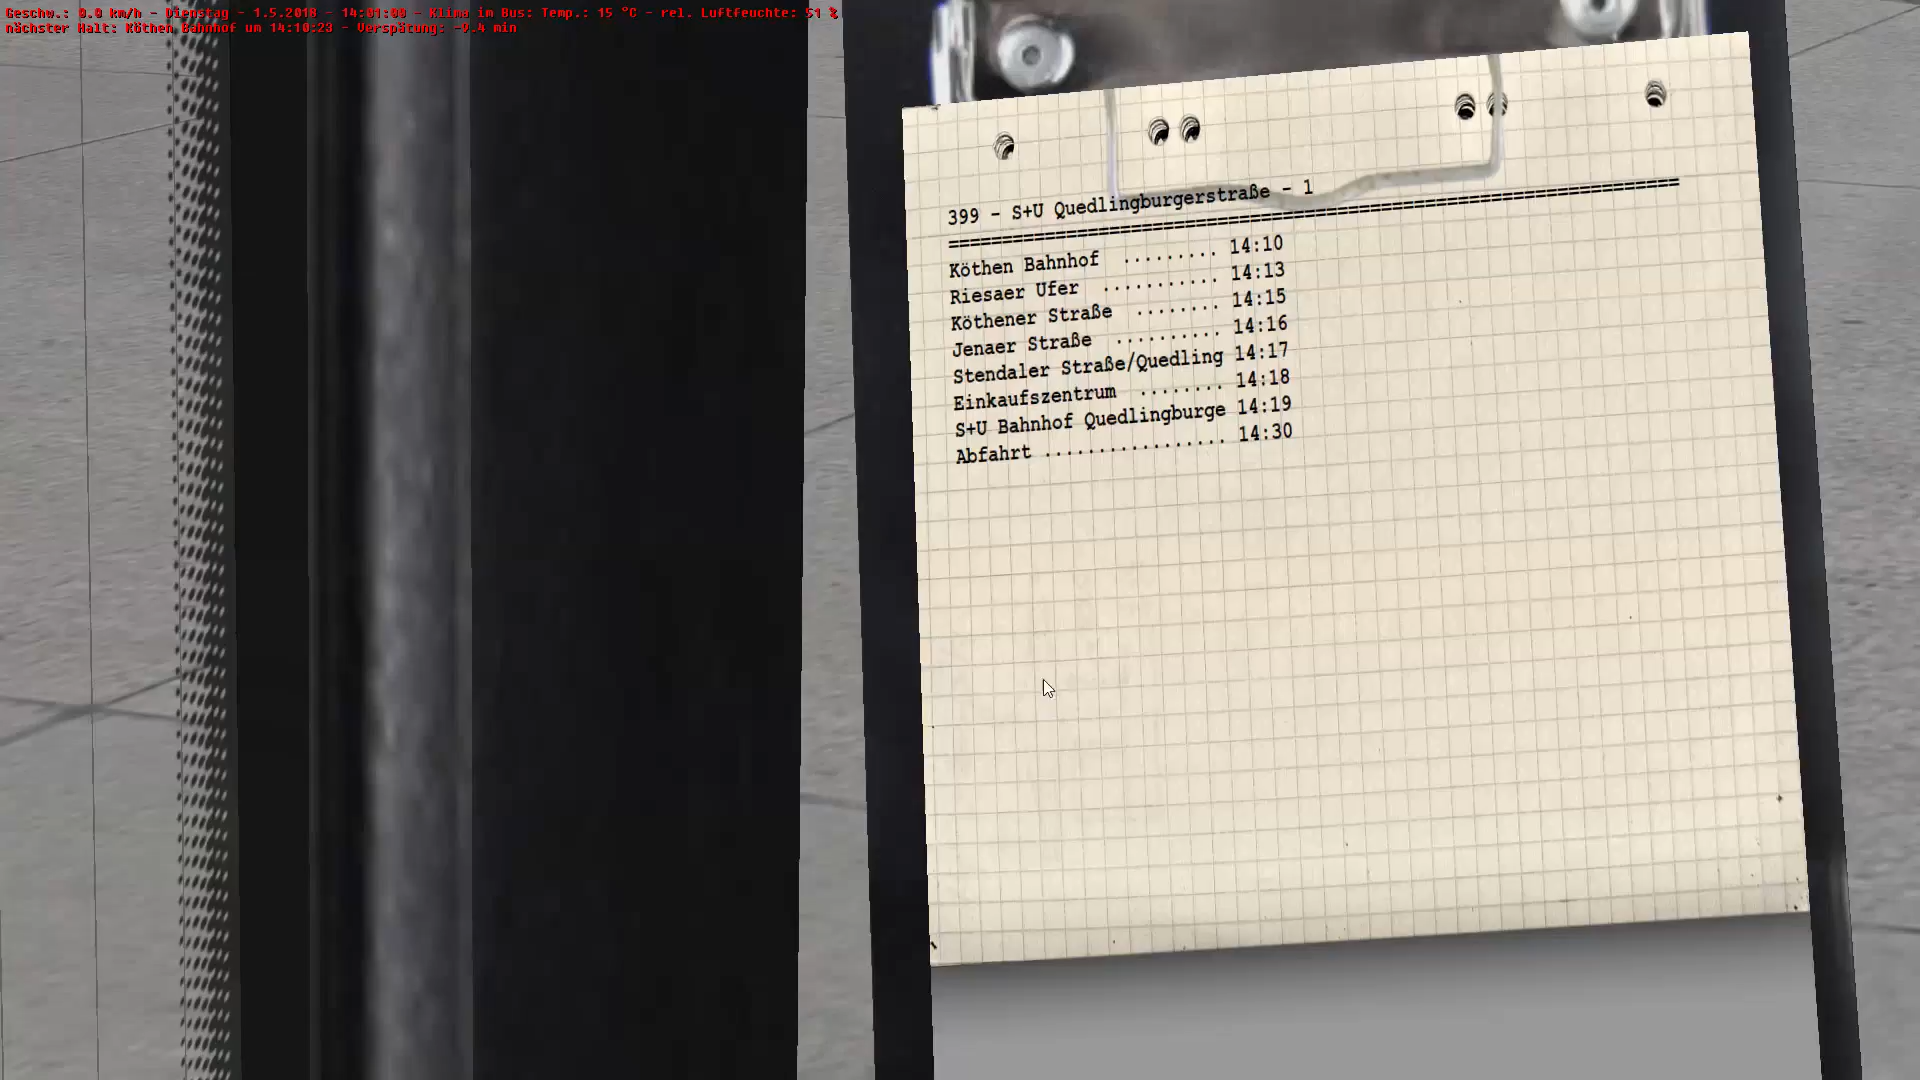 Geschw.: 0.0 km/h - Dienstag - 1.5.2018 - 14:01:00 - Klima im Bus: Temp.: 15 °C - rel. Luftfeuchte: 51 %
nächster Halt: Köthen Bahnhof um 14:10:23 - Verspätung: -9.4 min
399 - S+U Quedlingburgerstraße - 1
==================================================
Köthen Bahnhof ......... 14:10
Riesaer Ufer ........... 14:13
Köthener Straße ........ 14:15
Jenaer Straße .......... 14:16
Stendaler Straße/Quedling 14:17
Einkaufszentrum ........ 14:18
S+U Bahnhof Quedlingburge 14:19
Abfahrt ................. 14:30